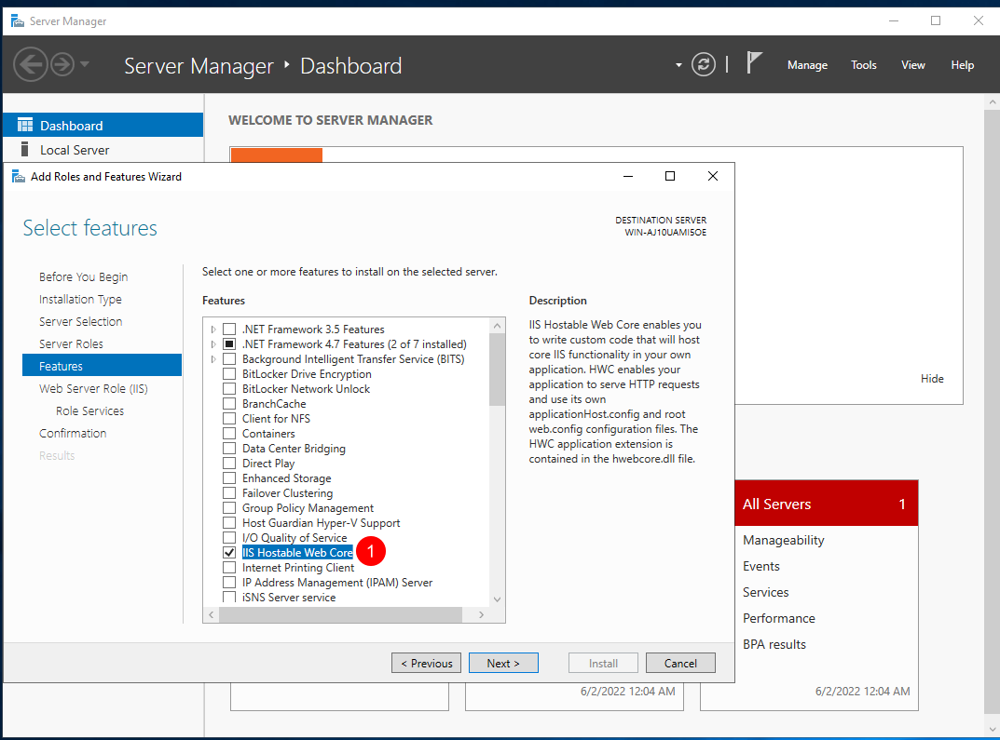 Server Manager
Server Manager ‣ Dashboard
Manage Tools View Help
Dashboard
Local Server
WELCOME TO SERVER MANAGER
Add Roles and Features Wizard
Select features
DESTINATION SERVER
WIN-AJ10UAMI5OE
Before You Begin
Installation Type
Server Selection
Server Roles
Features
Web Server Role (IIS)
Role Services
Confirmation
Results
Select one or more features to install on the selected server.
Features
.NET Framework 3.5 Features
.NET Framework 4.7 Features (2 of 7 installed)
Background Intelligent Transfer Service (BITS)
BitLocker Drive Encryption
BitLocker Network Unlock
BranchCache
Client for NFS
Containers
Data Center Bridging
Direct Play
Enhanced Storage
Failover Clustering
Group Policy Management
Host Guardian Hyper-V Support
I/O Quality of Service
IIS Hostable Web Core 1
Internet Printing Client
IP Address Management (IPAM) Server
iSNS Server service
Description
IIS Hostable Web Core enables you
to write custom code that will host
core IIS functionality in your own
application. HWC enables your
application to serve HTTP requests
and use its own
applicationHost.config and root
web.config configuration files. The
HWC application extension is
contained in the hwebcore.dll file.
< Previous Next > Install Cancel
Hide
All Servers 1
Manageability
Events
Services
Performance
BPA results
6/2/2022 12:04 AM
6/2/2022 12:04 AM